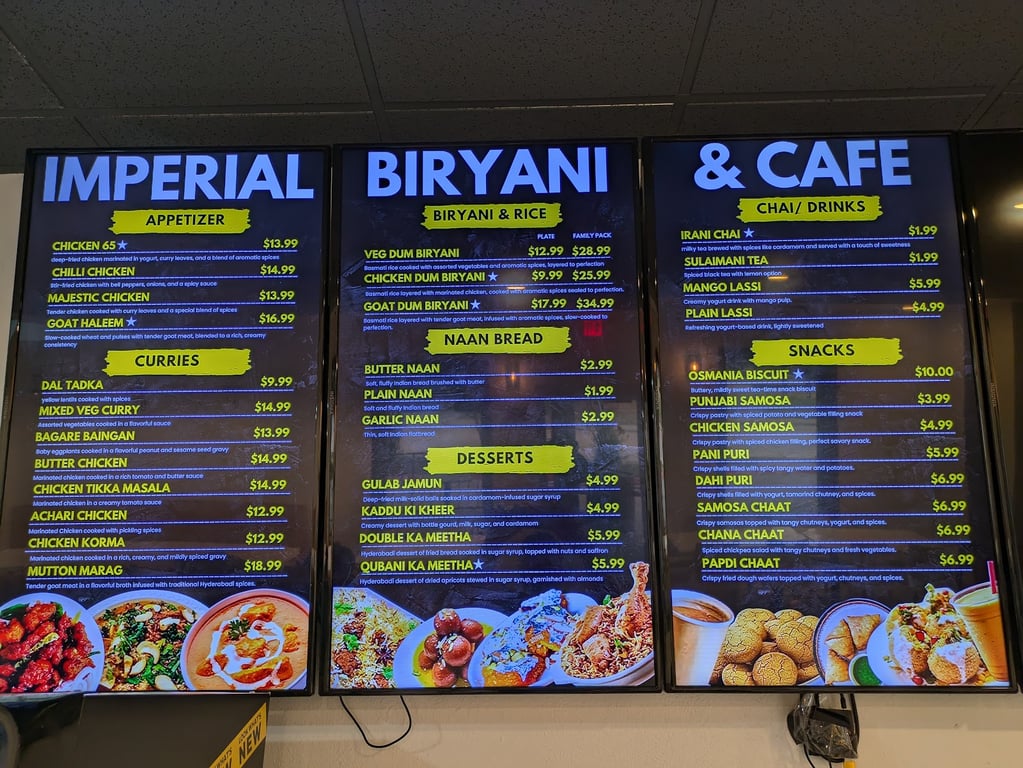 IMPERIAL
APPETIZER
CHICKEN 65★ $13.99
deep-fried chicken marinated in yogurt, curry leaves, and a blend of aromatic spices
CHILLI CHICKEN $14.99
Stir-fried chicken with bell peppers, onions, and a spicy sauce
MAJESTIC CHICKEN $13.99
Tender chicken cooked with curry leaves and a special blend of spices
GOAT HALEEM★ $16.99
Slow-cooked wheat and pulses with tender goat meat, blended to a rich, creamy
consistency
CURRIES
DAL TADKA $9.99
yellow lentils cooked with spices
MIXED VEG CURRY $14.99
Assorted vegetables cooked in a flavorful sauce
BAGARE BAINGAN $13.99
Baby eggplants cooked in a flavorful peanut and sesame seed gravy
BUTTER CHICKEN $14.99
Marinated chicken cooked in a rich tomato and butter sauce
CHICKEN TIKKA MASALA $14.99
Marinated chicken in a creamy tomato sauce
ACHARI CHICKEN $12.99
Marinated Chicken cooked with pickling spices
CHICKEN KORMA $12.99
Marinated chicken cooked in a rich, creamy, and mildly spiced gravy
MUTTON MARAG $18.99
Tender goat meat in a flavorful broth infused with traditional Hyderabadi spices.
BIRYANI
BIRYANI & RICE
PLATE FAMILY PACK
VEG DUM BIRYANI $12.99 $28.99
Basmati rice cooked with assorted vegetables and aromatic spices, layered to perfection
CHICKEN DUM BIRYANI★ $9.99 $25.99
Basmati rice layered with marinated chicken, cooked with aromatic spices sealed to perfection.
GOAT DUM BIRYANI★ $17.99 $34.99
Basmati rice layered with tender goat meat, infused with aromatic spices, slow-cooked to
perfection.
NAAN BREAD
BUTTER NAAN $2.99
Soft, fluffy Indian bread brushed with butter
PLAIN NAAN $1.99
Soft and fluffy Indian bread
GARLIC NAAN $2.99
Thin, soft Indian flatbread
DESSERTS
GULAB JAMUN $4.99
Deep-fried milk-solid balls soaked in cardamom-infused sugar syrup
KADDU KI KHEER $4.99
Creamy dessert with bottle gourd, milk, sugar, and cardamom
DOUBLE KA MEETHA $5.99
Hyderabadi dessert of fried bread soaked in sugar syrup, topped with nuts and saffron
QUBANI KA MEETHA★ $5.99
Hyderabadi dessert of dried apricots stewed in sugar syrup, garnished with almonds
& CAFE
CHAI/ DRINKS
IRANI CHAI ★ $1.99
milky tea brewed with spices like cardamom and served with a touch of sweetness
SULAIMANI TEA $1.99
Spiced black tea with lemon option
MANGO LASSI $5.99
Creamy yogurt drink with mango pulp.
PLAIN LASSI $4.99
Refreshing yogurt-based drink, lightly sweetened
SNACKS
OSMANIA BISCUIT ★ $10.00
Buttery, mildly sweet tea-time snack biscuit
PUNJABI SAMOSA $3.99
Crispy pastry with spiced potato and vegetable filling snack
CHICKEN SAMOSA $4.99
Crispy pastry with spiced chicken filling, perfect savory snack.
PANI PURI $5.99
Crispy shells filled with spicy tangy water and potatoes.
DAHI PURI $6.99
Crispy shells filled with yogurt, tamarind chutney, and spices.
SAMOSA CHAAT $6.99
Crispy samosas topped with tangy chutneys, yogurt, and spices.
CHANA CHAAT $6.99
Spiced chickpea salad with tangy chutneys and fresh vegetables.
PAPDI CHAAT $6.99
Crispy fried dough wafers topped with yogurt, chutneys, and spices.
LOOK WHAT'S
NEW